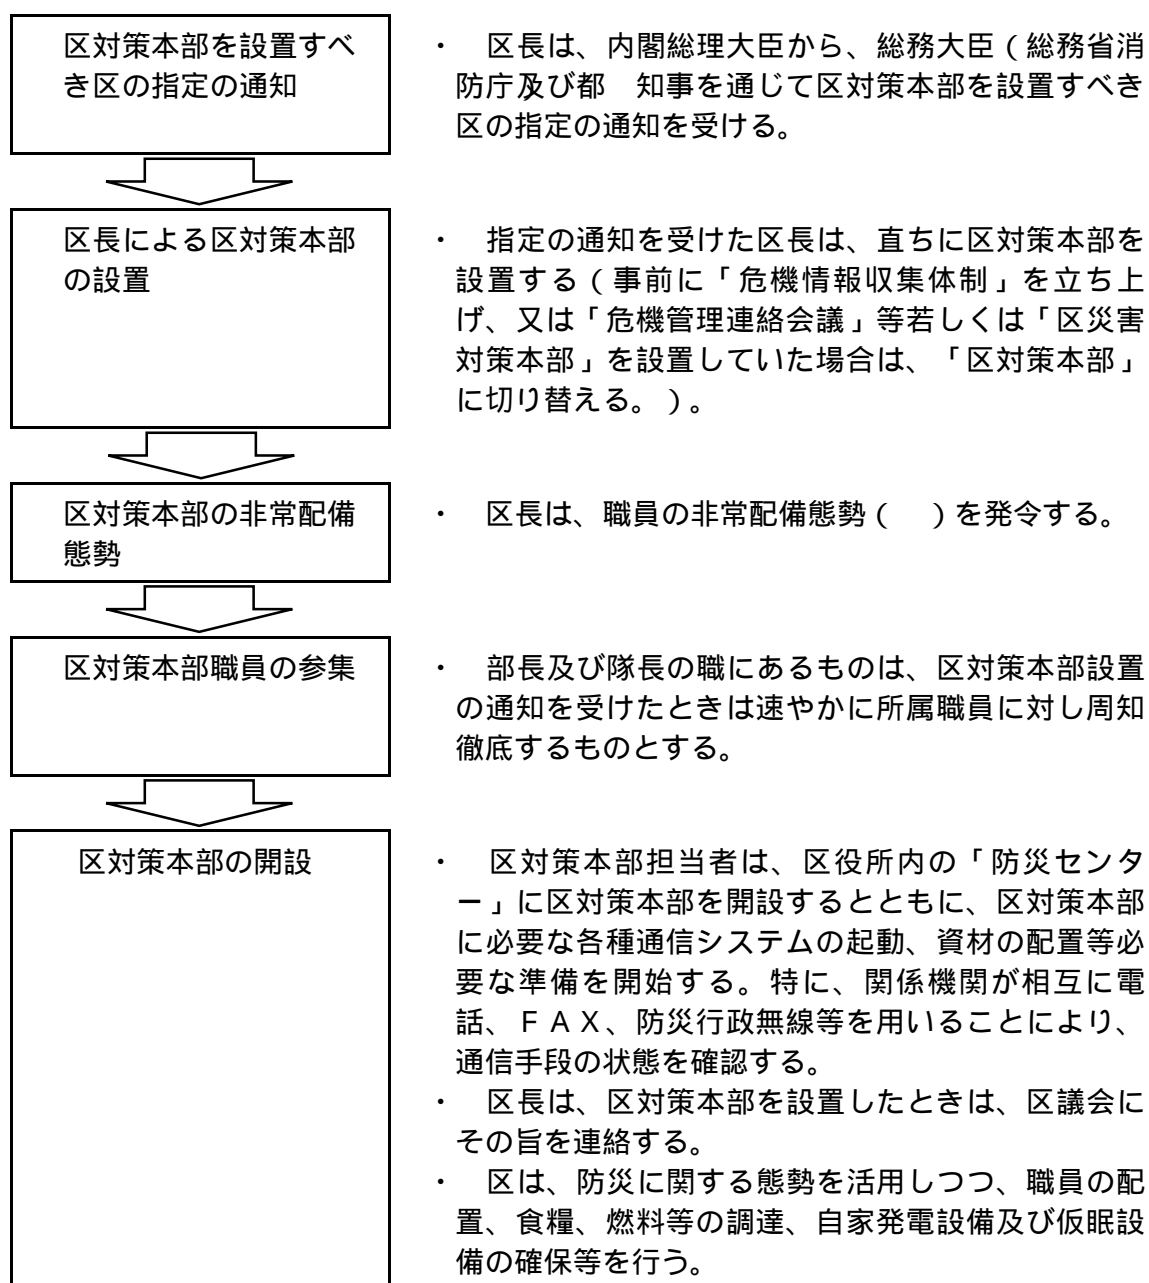 区対策本部を設置すべ
き区の指定の通知
・　区長は、内閣総理大臣から、総務大臣（総務省消
防庁及び都　知事を通じて区対策本部を設置すべき
区の指定の通知を受ける。
区長による区対策本部
の設置
・　指定の通知を受けた区長は、直ちに区対策本部を
設置する（事前に「危機情報収集体制」を立ち上
げ、又は「危機管理連絡会議」等若しくは「区災害
対策本部」を設置していた場合は、「区対策本部」
に切り替える。）。
区対策本部の非常配備
態勢
・　区長は、職員の非常配備態勢（　）を発令する。
区対策本部職員の参集
・　部長及び隊長の職にあるものは、区対策本部設置
の通知を受けたときは速やかに所属職員に対し周知
徹底するものとする。
区対策本部の開設
・　区対策本部担当者は、区役所内の「防災センタ
ー」に区対策本部を開設するとともに、区対策本部
に必要な各種通信システムの起動、資材の配置等必
要な準備を開始する。特に、関係機関が相互に電
話、ＦＡＸ、防災行政無線等を用いることにより、
通信手段の状態を確認する。
・　区長は、区対策本部を設置したときは、区議会に
その旨を連絡する。
・　区は、防災に関する態勢を活用しつつ、職員の配
置、食糧、燃料等の調達、自家発電設備及び仮眠設
備の確保等を行う。